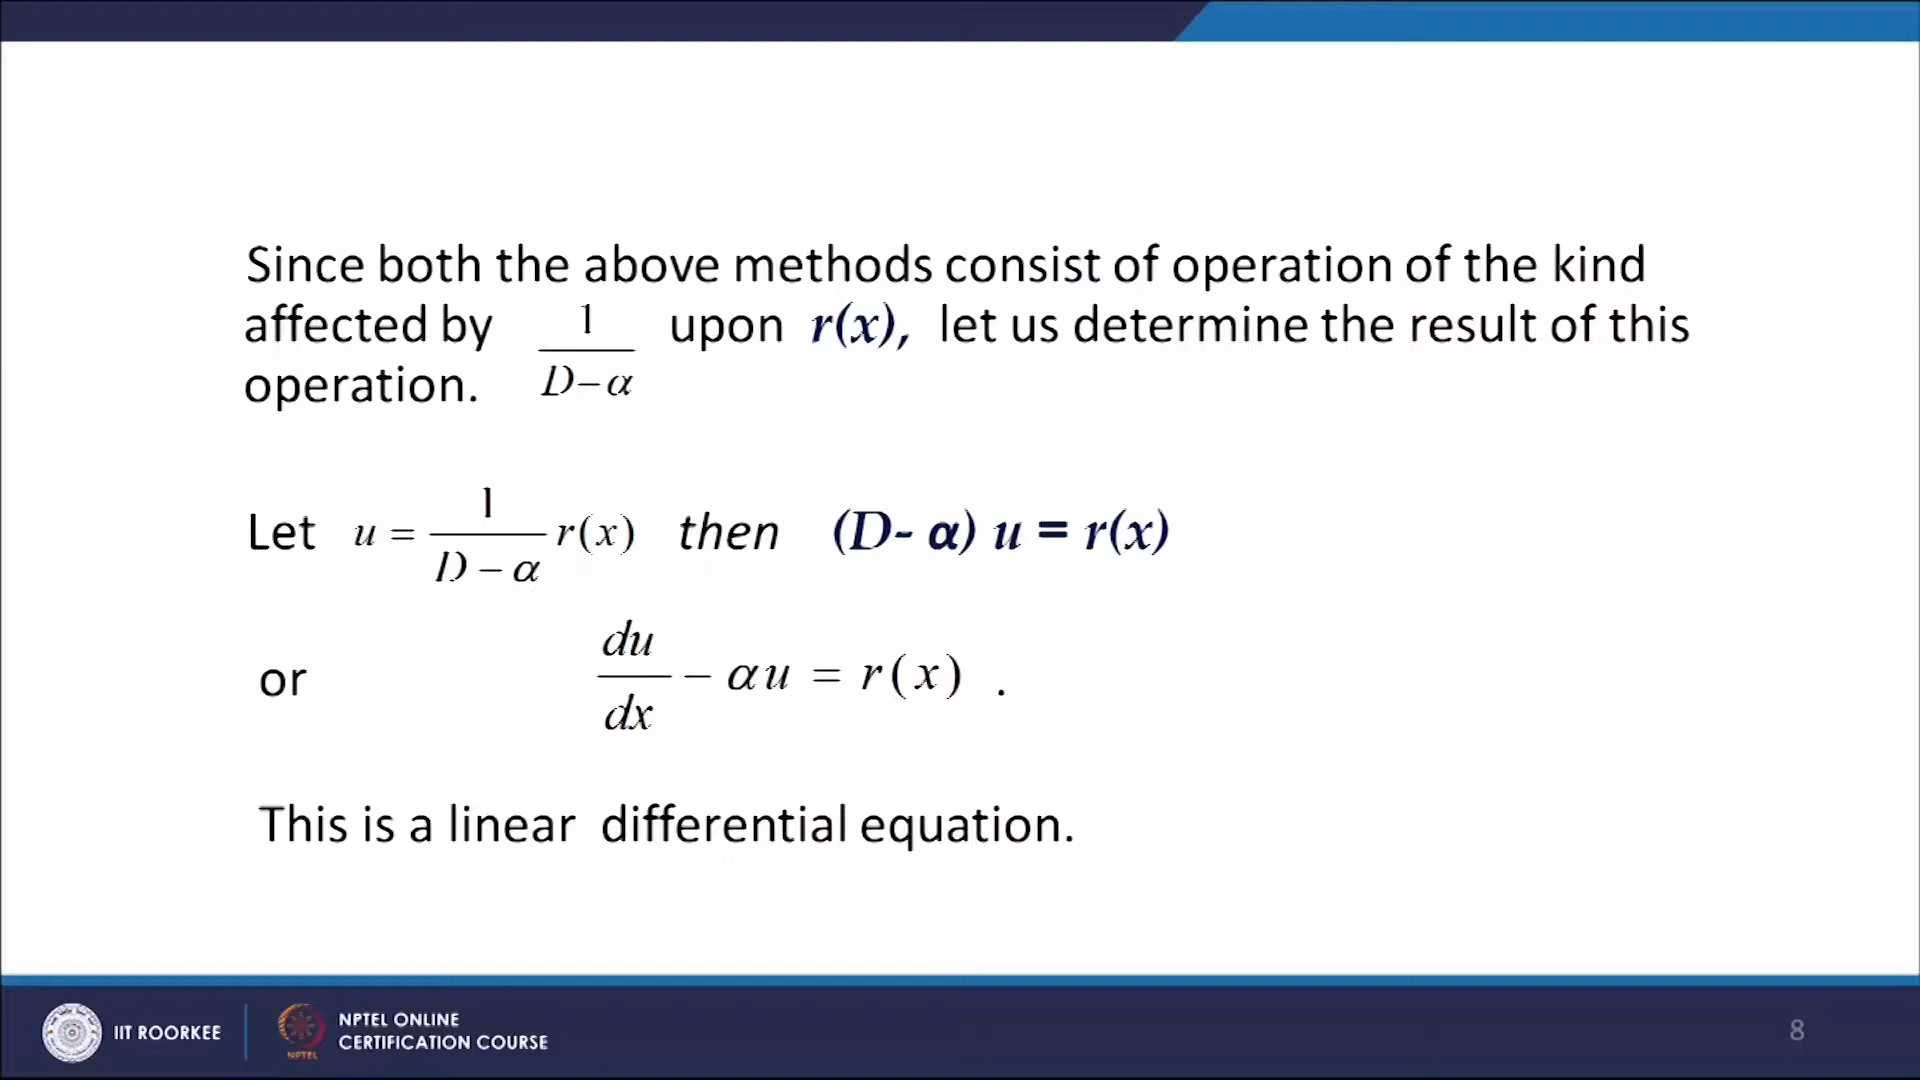 Since both the above methods consist of operation of the kind
affected by 1/(D−α) upon r(x), let us determine the result of this
operation.
Let u = 1/(D − α) r(x) then (D- α) u = r(x)
or du/dx − αu = r(x) .
This is a linear differential equation.
IIT ROORKEE
NPTEL
NPTEL ONLINE
CERTIFICATION COURSE
8